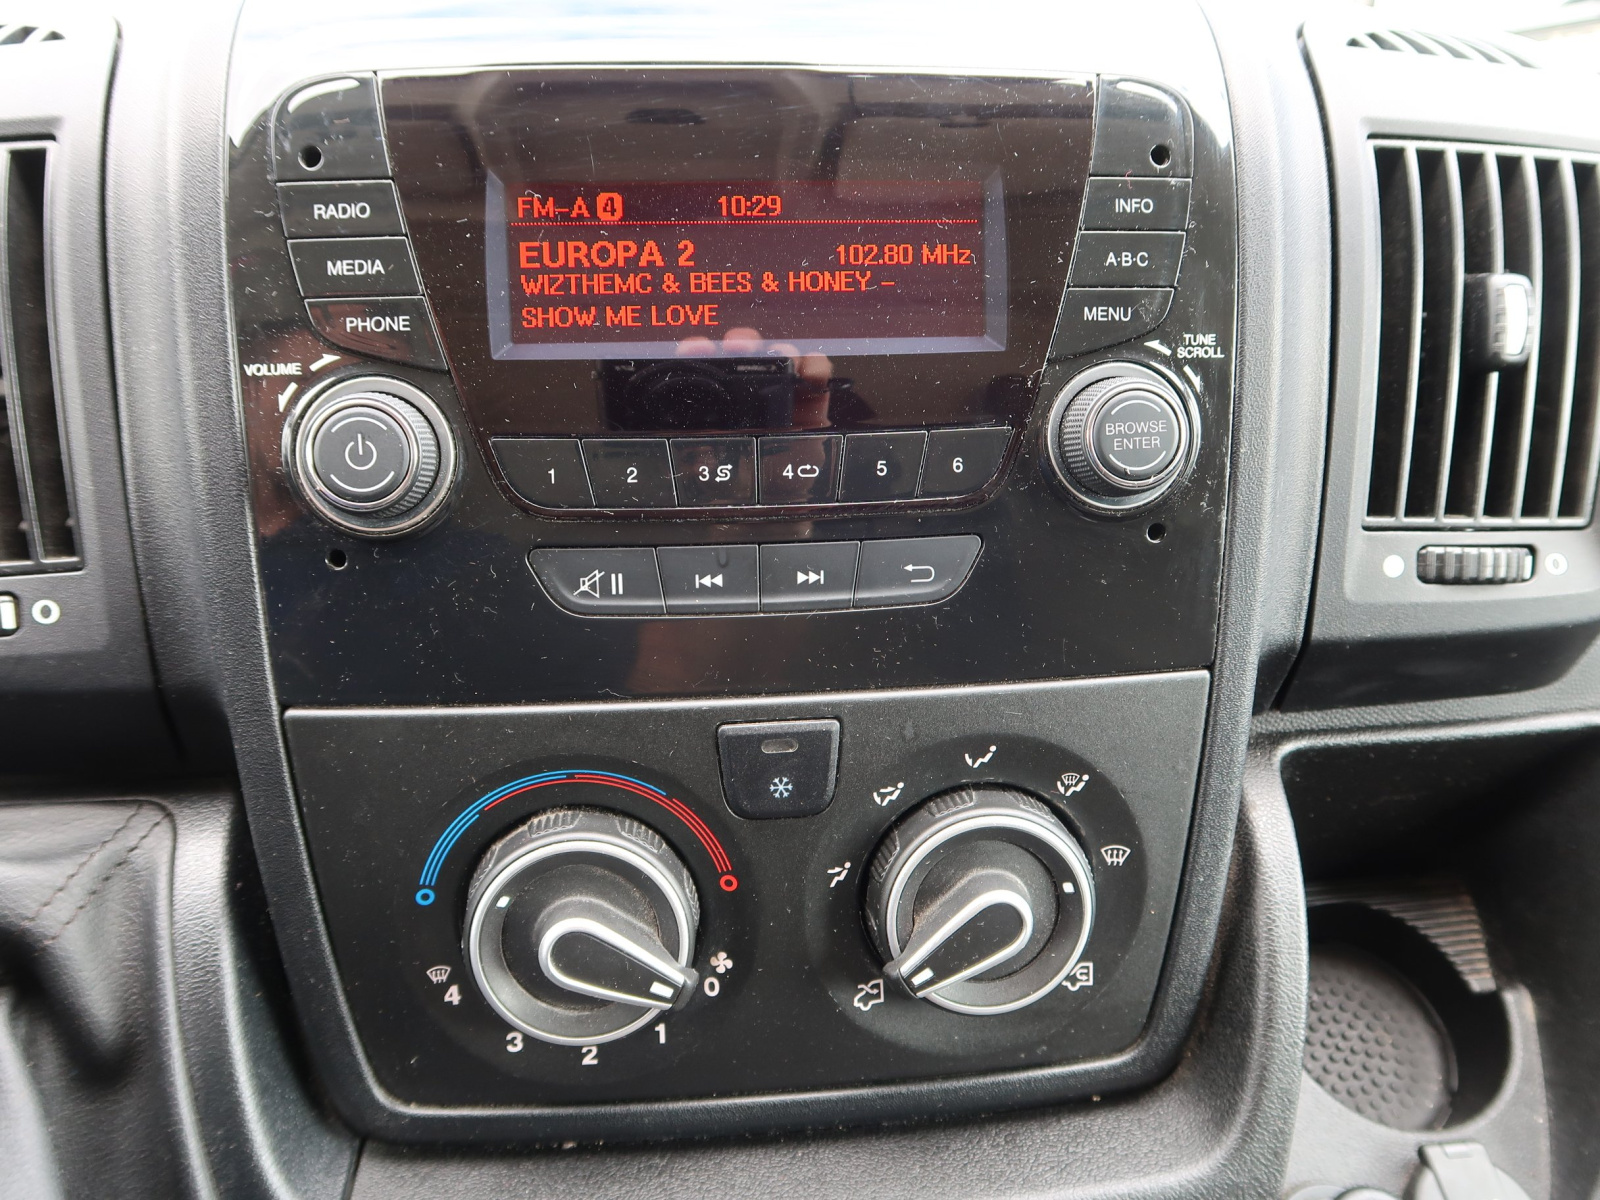 FM-A 4 10:29
EUROPA 2 102.80 MHz
WIZTHEMC & BEES & HONEY -
SHOW ME LOVE
RADIO
MEDIA
PHONE
VOLUME
INFO
A·B·C
MENU
TUNE
SCROLL
BROWSE
ENTER
1 2 3 4 5 6
0
1
2
3
4